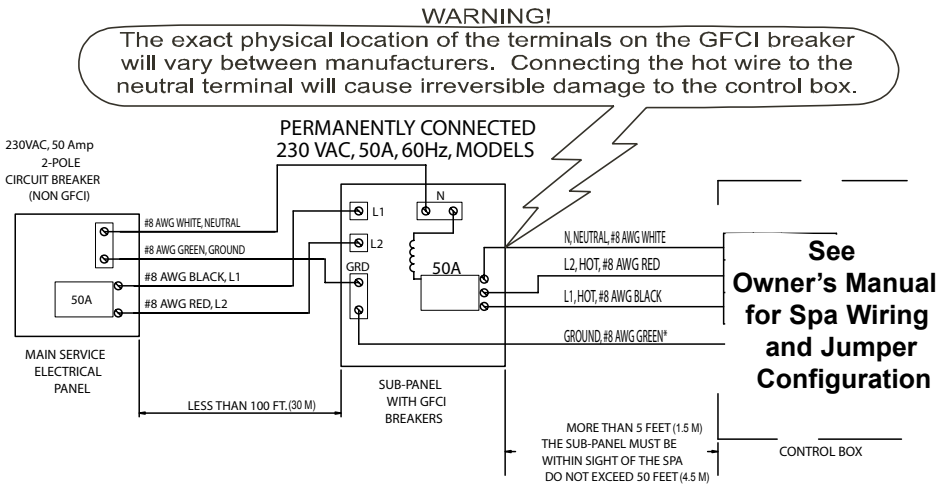 WARNING!
The exact physical location of the terminals on the GFCI breaker
will vary between manufacturers. Connecting the hot wire to the
neutral terminal will cause irreversible damage to the control box.
PERMANENTLY CONNECTED
230 VAC, 50A, 60Hz, MODELS
230VAC, 50 Amp
2-POLE
CIRCUIT BREAKER
(NON GFCI)
#8 AWG WHITE, NEUTRAL
#8 AWG GREEN, GROUND
#8 AWG BLACK, L1
#8 AWG RED, L2
50A
MAIN SERVICE
ELECTRICAL
PANEL
LESS THAN 100 FT. (30 M)
L1
N
L2
GRD
50A
SUB-PANEL
WITH GFCI
BREAKERS
N, NEUTRAL, #8 AWG WHITE
L2, HOT, #8 AWG RED
L1, HOT, #8 AWG BLACK
GROUND, #8 AWG GREEN*
See
Owner's Manual
for Spa Wiring
and Jumper
Configuration
MORE THAN 5 FEET (1.5 M)
THE SUB-PANEL MUST BE
WITHIN SIGHT OF THE SPA
DO NOT EXCEED 50 FEET (4.5 M)
CONTROL BOX